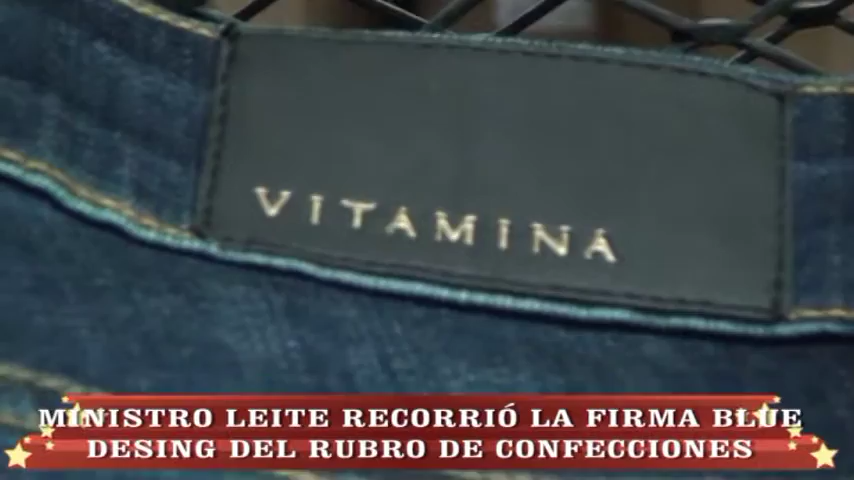 VITAMINA
MINISTRO LEITE RECORRIÓ LA FIRMA BLUE
DESING DEL RUBRO DE CONFECCIONES